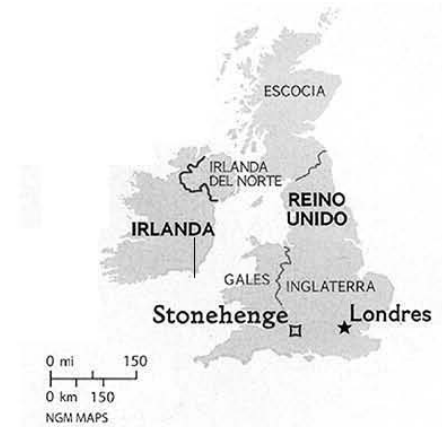 ESCOCIA
IRLANDA
DEL NORTE
REINO
UNIDO
IRLANDA
GALES
INGLATERRA
Stonehenge
Londres
0 mi 150
0 km 150
NGM MAPS